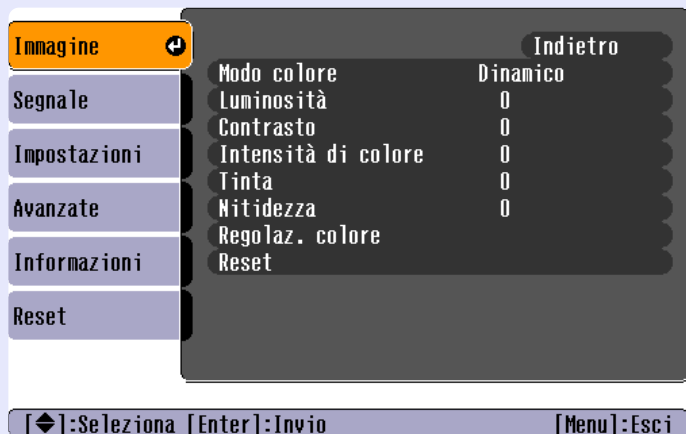 Immagine
Segnale
Impostazioni
Avanzate
Informazioni
Reset
Indietro
Modo colore Dinamico
Luminosità 0
Contrasto 0
Intensità di colore 0
Tinta 0
Nitidezza 0
Regolaz. colore
Reset
[◆]:Seleziona [Enter]:Invio [Menu]:Esci